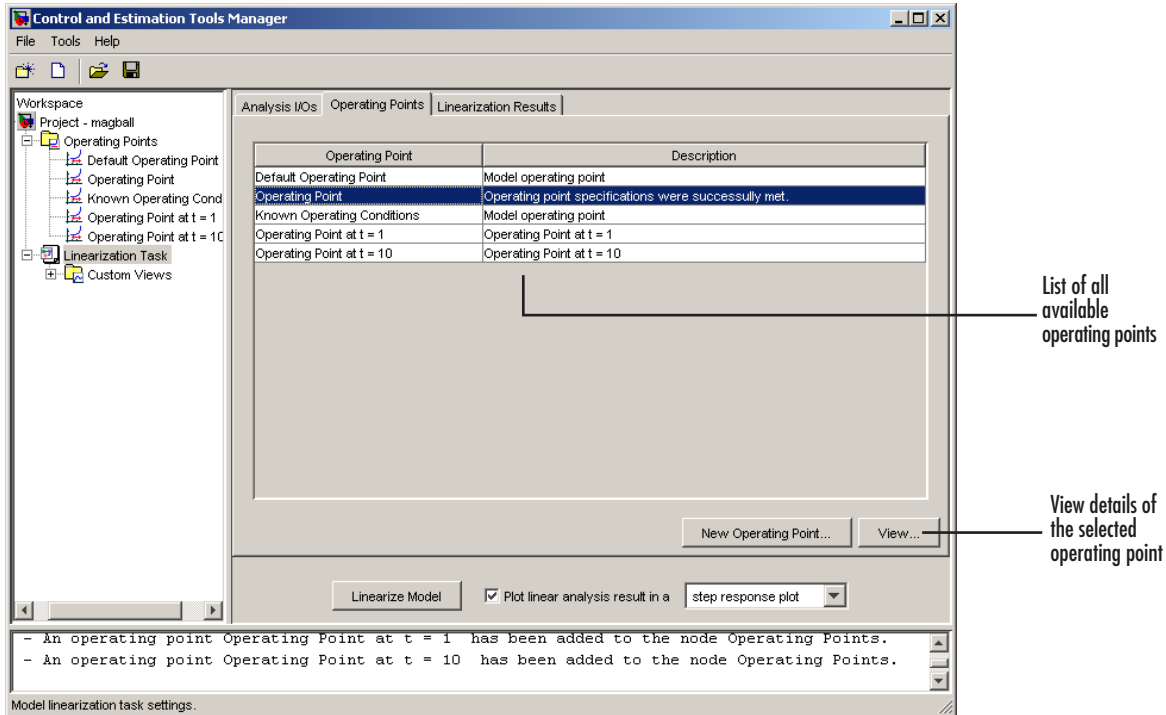 Control and Estimation Tools Manager
File Tools Help
Workspace
Project - magball
Operating Points
Default Operating Point
Operating Point
Known Operating Cond
Operating Point at t = 1
Operating Point at t = 10
Linearization Task
Custom Views
Analysis I/Os Operating Points Linearization Results
Operating Point Description
Default Operating Point Model operating point
Operating Point Operating point specifications were successully met.
Known Operating Conditions Model operating point
Operating Point at t = 1 Operating Point at t = 1
Operating Point at t = 10 Operating Point at t = 10
New Operating Point... View...
Linearize Model Plot linear analysis result in a step response plot
- An operating point Operating Point at t = 1 has been added to the node Operating Points.
- An operating point Operating Point at t = 10 has been added to the node Operating Points.
Model linearization task settings.
List of all
available
operating points
View details of
the selected
operating point